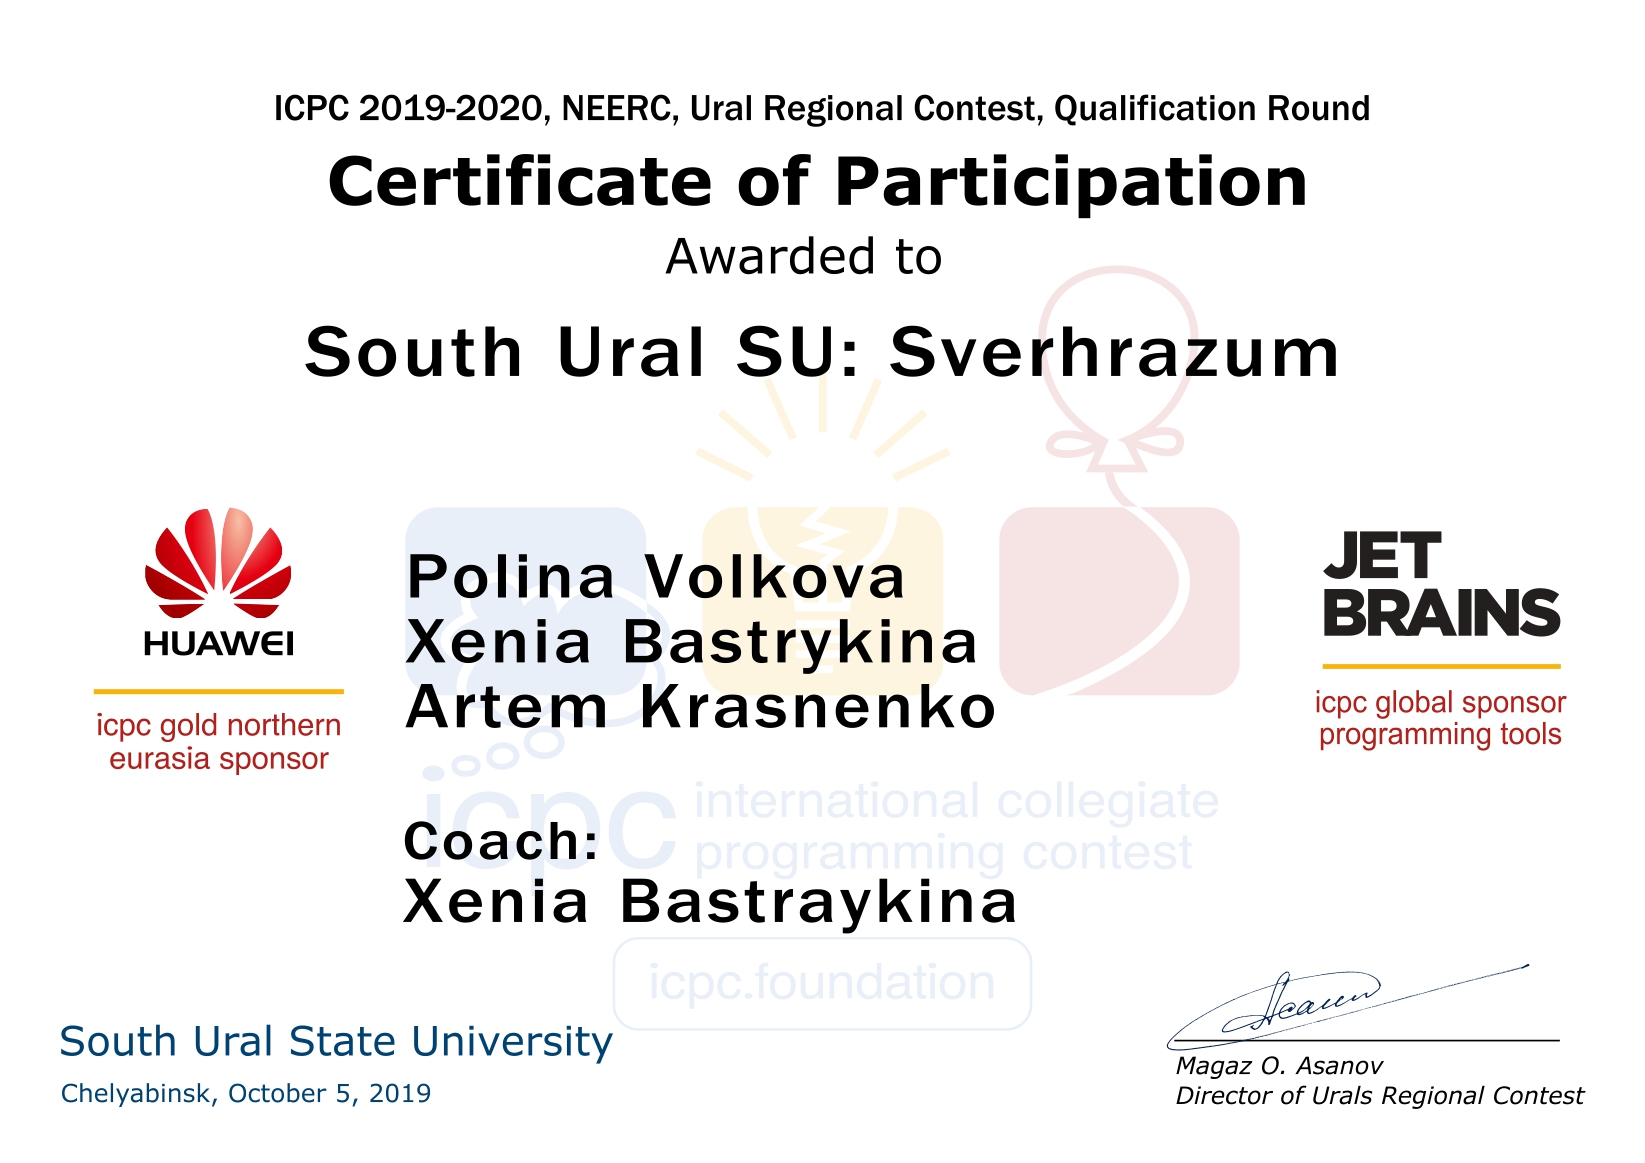 ICPC 2019-2020, NEERC, Ural Regional Contest, Qualification Round
Certificate of Participation
Awarded to
South Ural SU: Sverhrazum
HUAWEI
icpc gold northern
eurasia sponsor
Polina Volkova
Xenia Bastrykina
Artem Krasnenko
JET
BRAINS
icpc global sponsor
programming tools
icpc
international collegiate
programming contest
Coach:
Xenia Bastraykina
icpc.foundation
South Ural State University
Chelyabinsk, October 5, 2019
Magaz O. Asanov
Director of Urals Regional Contest